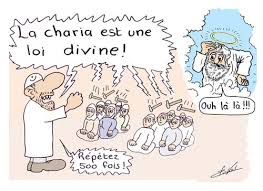 La charia est une
loi divine!
Ouh là là!!!
Répétez
500 fois!